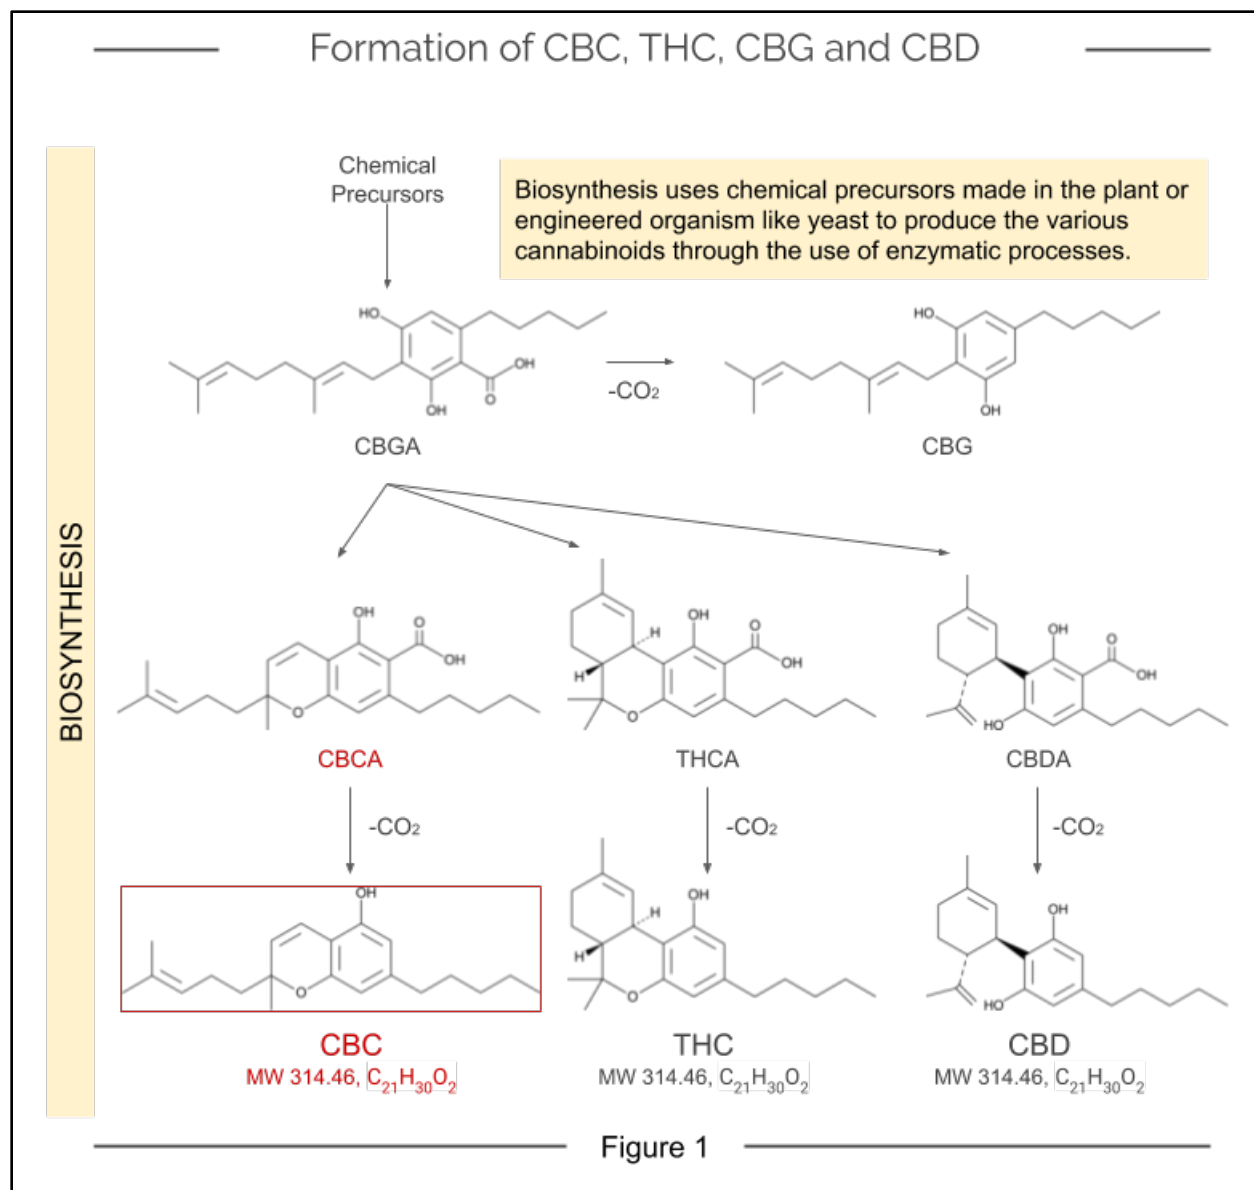 Formation of CBC, THC, CBG and CBD
Chemical
Precursors
Biosynthesis uses chemical precursors made in the plant or
engineered organism like yeast to produce the various
cannabinoids through the use of enzymatic processes.
HO
OH
O
OH
CBGA
-CO₂
HO
OH
CBG
BIOSYNTHESIS
OH
O
OH
O
CBCA
H
OH
O
OH
H
O
THCA
OH
O
OH
HO
CBDA
-CO₂
-CO₂
-CO₂
OH
O
CBC
MW 314.46, C₂₁H₃₀O₂
H
OH
H
O
THC
MW 314.46, C₂₁H₃₀O₂
OH
HO
CBD
MW 314.46, C₂₁H₃₀O₂
Figure 1